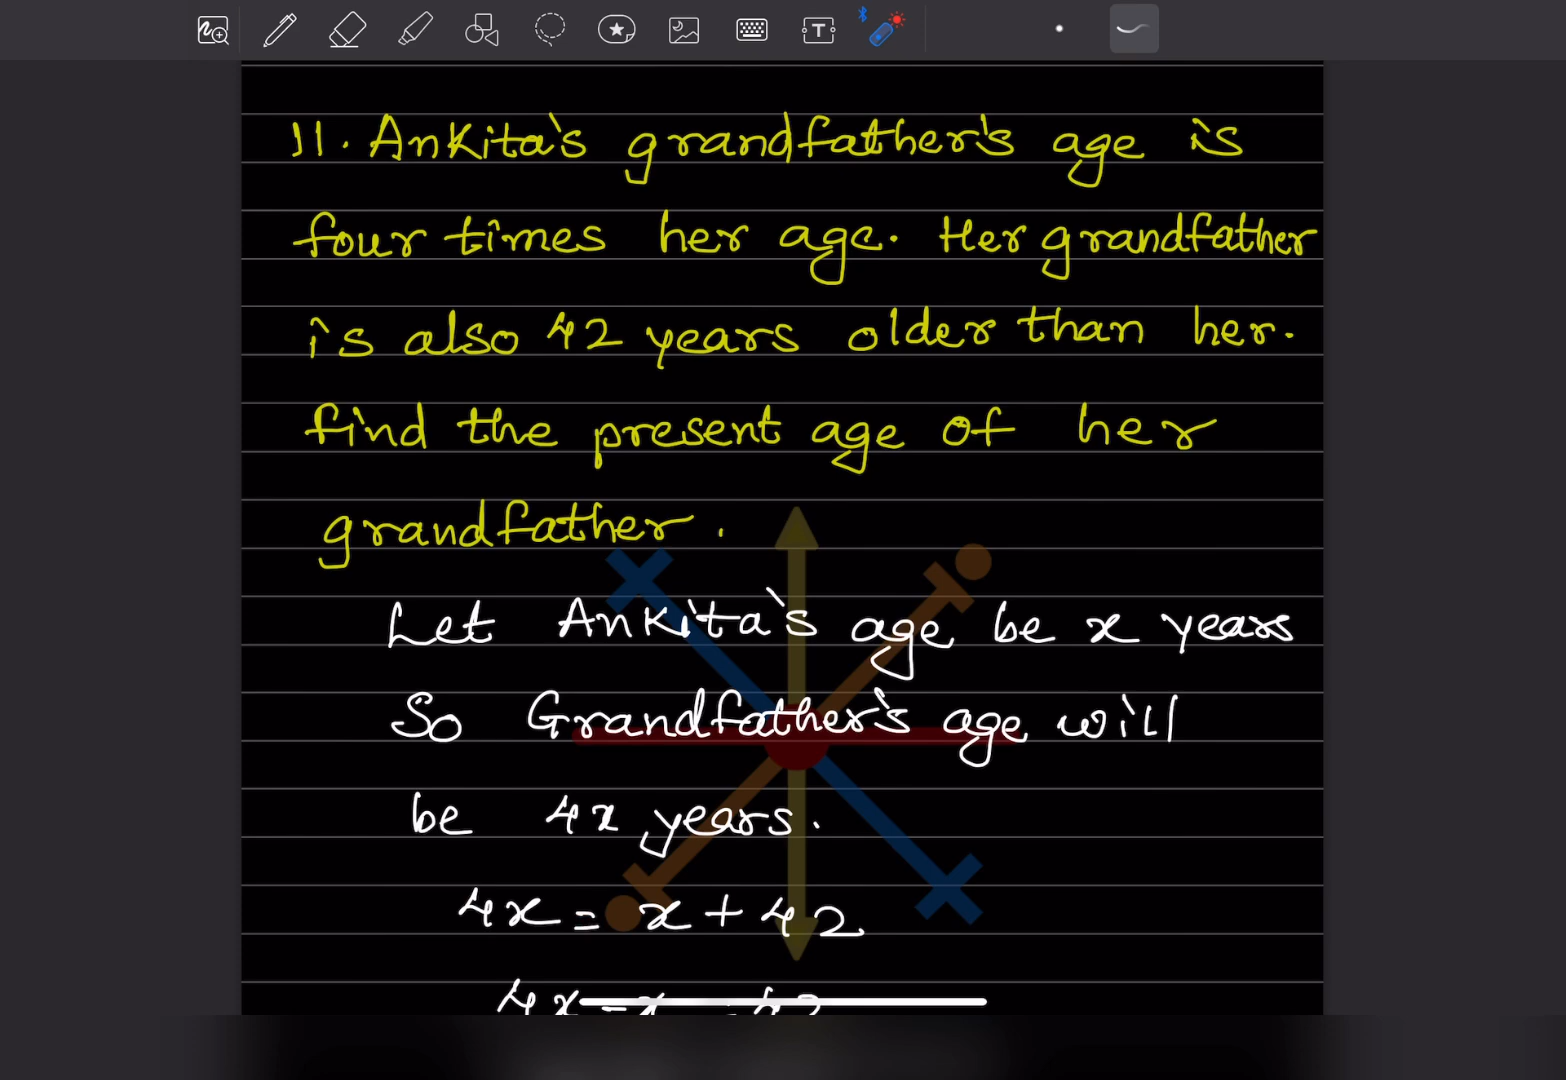 11. Ankita's grandfather's age is
four times her age. Her grandfather
is also 42 years older than her.
find the present age of her
grandfather.
Let Ankita's age be x years
So Grandfather's age will
be 4x years.
4x = x + 42
4x - x = 42